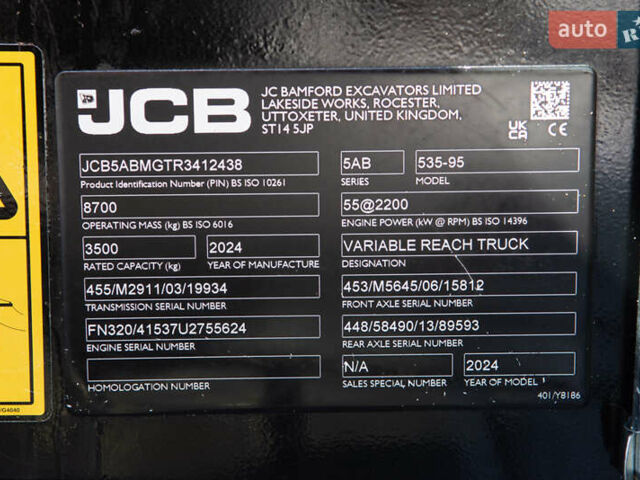 auto R
JCB
JC BAMFORD EXCAVATORS LIMITED
LAKESIDE WORKS, ROCESTER,
UTTOXETER, UNITED KINGDOM,
ST14 5JP
UK
CA CE
JCB5ABMGTR3412438
Product Identification Number (PIN) BS ISO 10261
5AB 535-95
SERIES MODEL
8700
OPERATING MASS (kg) BS ISO 6016
55@2200
ENGINE POWER (kW @ RPM) BS ISO 14396
3500 2024
RATED CAPACITY (kg) YEAR OF MANUFACTURE
VARIABLE REACH TRUCK
DESIGNATION
455/M2911/03/19934
TRANSMISSION SERIAL NUMBER
453/M5645/06/15812
FRONT AXLE SERIAL NUMBER
FN320/41537U2755624
ENGINE SERIAL NUMBER
448/58490/13/89593
REAR AXLE SERIAL NUMBER
HOMOLOGATION NUMBER
N/A 2024
SALES SPECIAL NUMBER YEAR OF MODEL
401/Y8186
/G4040